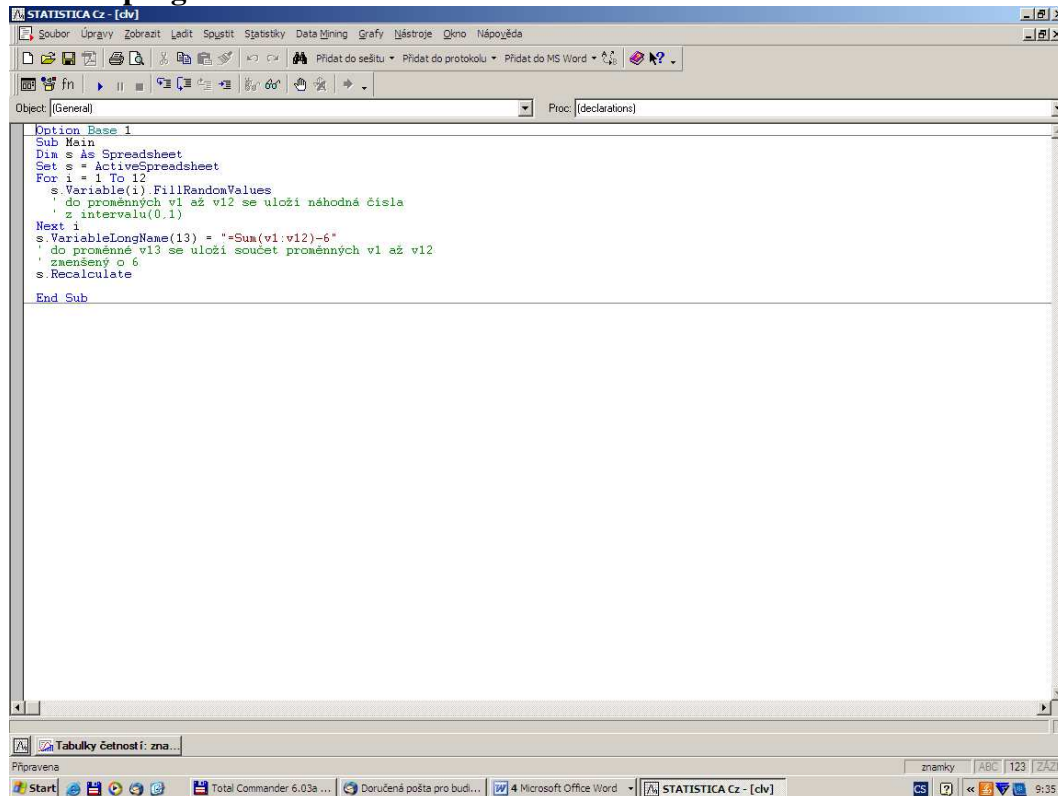 STATISTICA Cz - [clv]
Soubor Úpravy Zobrazit Ladit Spustit Statistiky Data Mining Grafy Nástroje Okno Nápověda
Přidat do sešitu Přidat do protokolu Přidat do MS Word
fn
Object: (General) Proc: (declarations)
Option Base 1
Sub Main
Dim s As Spreadsheet
Set s = ActiveSpreadsheet
For i = 1 To 12
s.Variable(i).FillRandomValues
' do proměnných v1 až v12 se uloží náhodná čísla
' z intervalu(0,1)
Next i
s.VariableLongName(13) = "=Sum(v1:v12)-6"
' do proměnné v13 se uloží součet proměnných v1 až v12
' zmenšený o 6
s.Recalculate
End Sub
Tabulky četností: zna...
Připravena znamky ABC 123 ZÁZ
Start Total Commander 6.03a ... Doručená pošta pro budi... 4 Microsoft Office Word STATISTICA Cz - [clv] CS 9:35